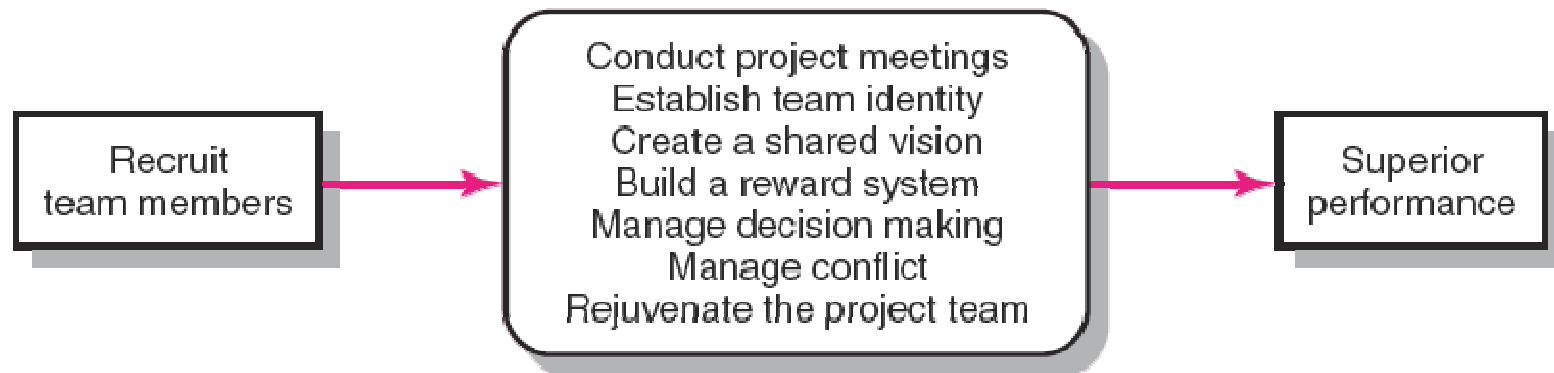 Recruit
team members
Conduct project meetings
Establish team identity
Create a shared vision
Build a reward system
Manage decision making
Manage conflict
Rejuvenate the project team
Superior
performance